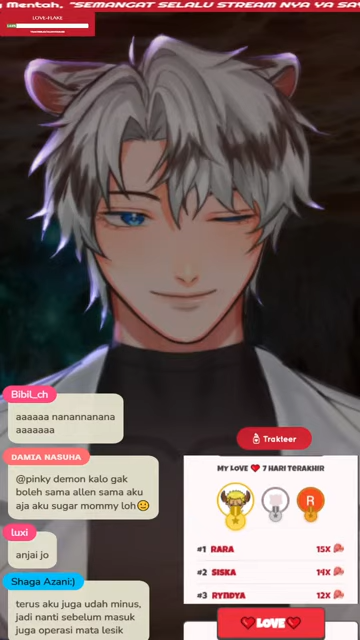 Mentah, "SEMANGAT SELALU STREAM NYA YA SA
LOVE-FLAKE
Bibil_ch
aaaaaa nanannanana
aaaaaaa
DAMIA NASUHA
@pinky demon kalo gak
boleh sama allen sama aku
aja aku sugar mommy loh😐
luxi
anjai jo
Shaga Azani:)
terus aku juga udah minus,
jadi nanti sebelum masuk
juga operasi mata lesik
Trakteer
MY LOVE ❤ 7 HARI TERAKHIR
R
#1 RARA 15X
#2 SISKA 14X
#3 RYNDYA 12X
❤LOVE❤